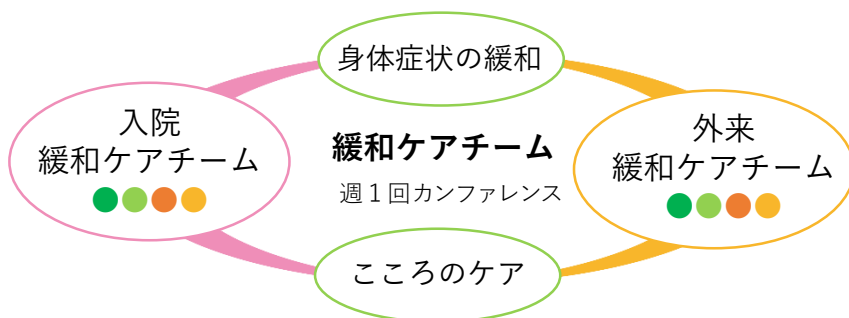 身体症状の緩和
入院
緩和ケアチーム
緩和ケアチーム
週１回カンファレンス
外来
緩和ケアチーム
こころのケア